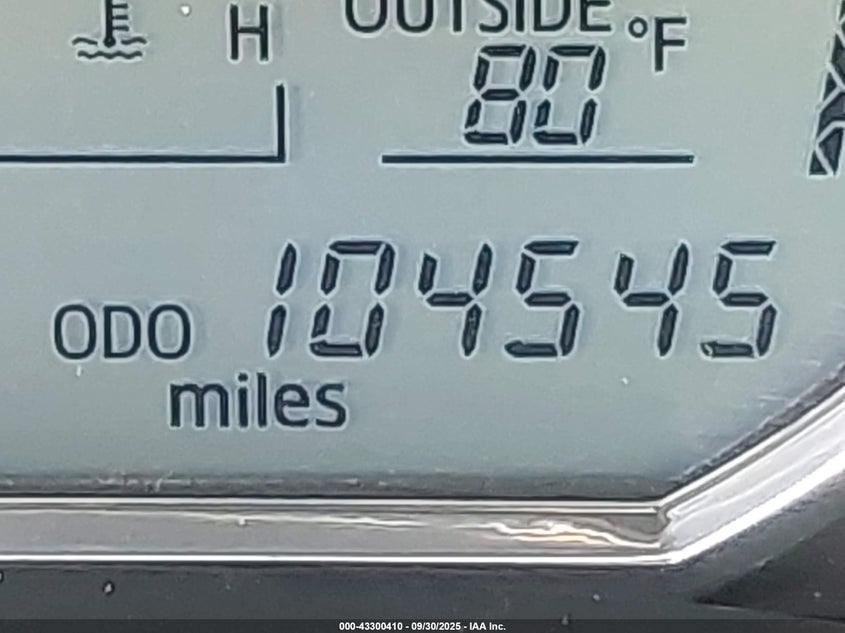 H OUTSIDE °F
80
ODO 104545
miles
000-43300410 - 09/30/2025 - IAA Inc.